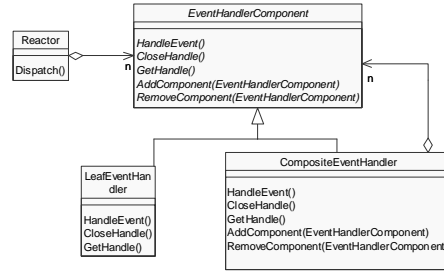 EventHandlerComponent
HandleEvent()
CloseHandle()
GetHandle()
AddComponent(EventHandlerComponent)
RemoveComponent(EventHandlerComponent)
Reactor
Dispatch()
n
n
LeafEventHan
dler
HandleEvent()
CloseHandle()
GetHandle()
CompositeEventHandler
HandleEvent()
CloseHandle()
GetHandle()
AddComponent(EventHandlerComponent)
RemoveComponent(EventHandlerComponent